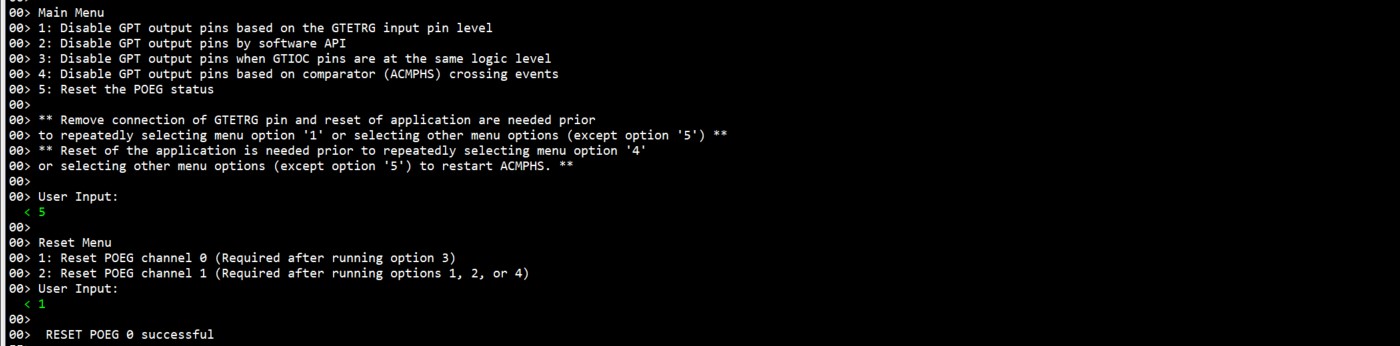 00> Main Menu
00> 1: Disable GPT output pins based on the GTETRG input pin level
00> 2: Disable GPT output pins by software API
00> 3: Disable GPT output pins when GTIOC pins are at the same logic level
00> 4: Disable GPT output pins based on comparator (ACMPHS) crossing events
00> 5: Reset the POEG status
00>
00> ** Remove connection of GTETRG pin and reset of application are needed prior
00> to repeatedly selecting menu option '1' or selecting other menu options (except option '5') **
00> ** Reset of the application is needed prior to repeatedly selecting menu option '4'
00> or selecting other menu options (except option '5') to restart ACMPHS. **
00>
00> User Input:
< 5
00>
00> Reset Menu
00> 1: Reset POEG channel 0 (Required after running option 3)
00> 2: Reset POEG channel 1 (Required after running options 1, 2, or 4)
00> User Input:
< 1
00>
00> RESET POEG 0 successful